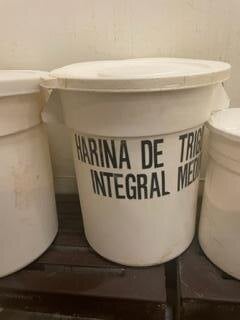 HARINA DE TRIG
INTEGRAL MED